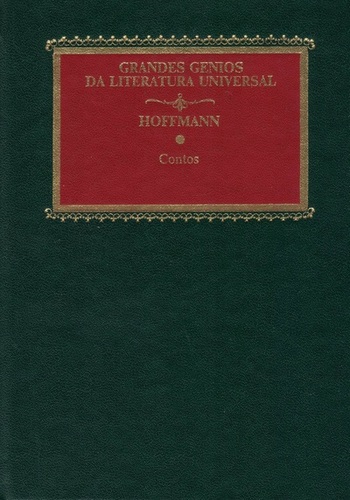 GRANDES GENIOS
DA LITERATURA UNIVERSAL
HOFFMANN
Contos